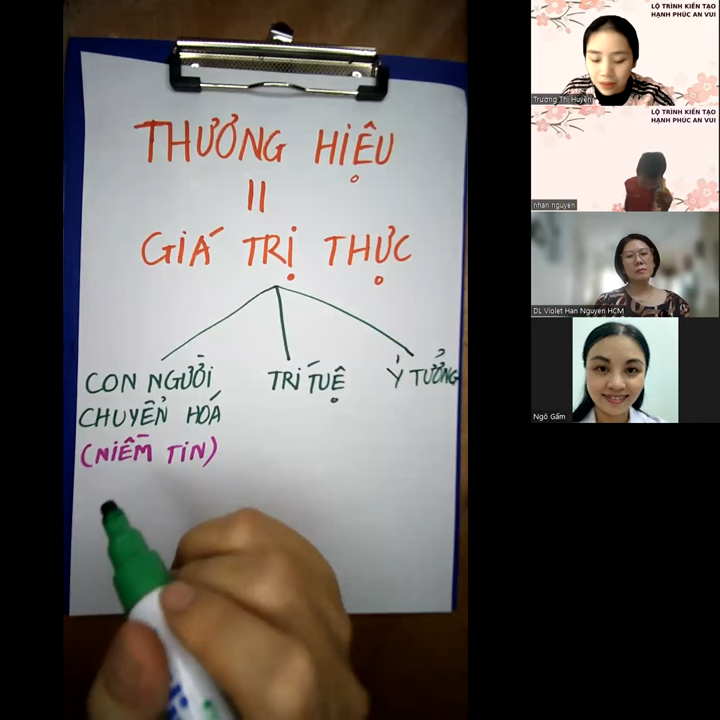 THƯỞNG HIỆU
=
GIÁ TRỊ THỰC
CON NGƯỜI
CHUYỂN HOÁ
(NIỀM TIN)
TRÍ TUỆ
Ý TƯỞNG
LỘ TRÌNH KIẾN TẠO
HẠNH PHÚC AN VUI
Trương Thị Huyền
LỘ TRÌNH KIẾN TẠO
HẠNH PHÚC AN VUI
nhan nguyen
DL Violet Han Nguyen HCM
Ngô Gấm